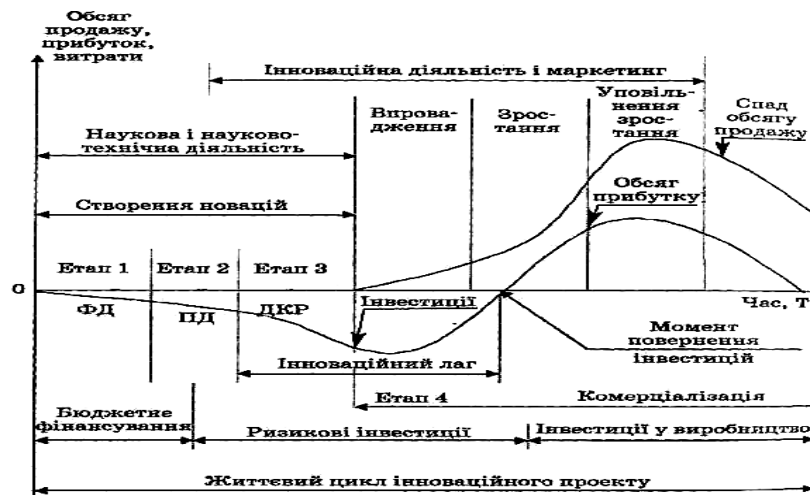 Обсяг
продажу,
прибуток,
витрати
Інноваційна діяльність і маркетинг
Впрова-
дження
Зрос-
тання
Уповіль-
нення
зрос-
тання
Спад
обсягу
продажу
Наукова і науково-
технічна діяльність
Створення новацій
Обсяг
прибутку
Етап 1
Етап 2
Етап 3
0
ФД
ПД
ДКР
Інвестиції
Час, Т
Момент
повернення
інвестицій
Інноваційний лаг
Етап 4
Комерціалізація
Бюджетне
фінансування
Ризикові інвестиції
Інвестиції у виробництво
Життєвий цикл інноваційного проекту